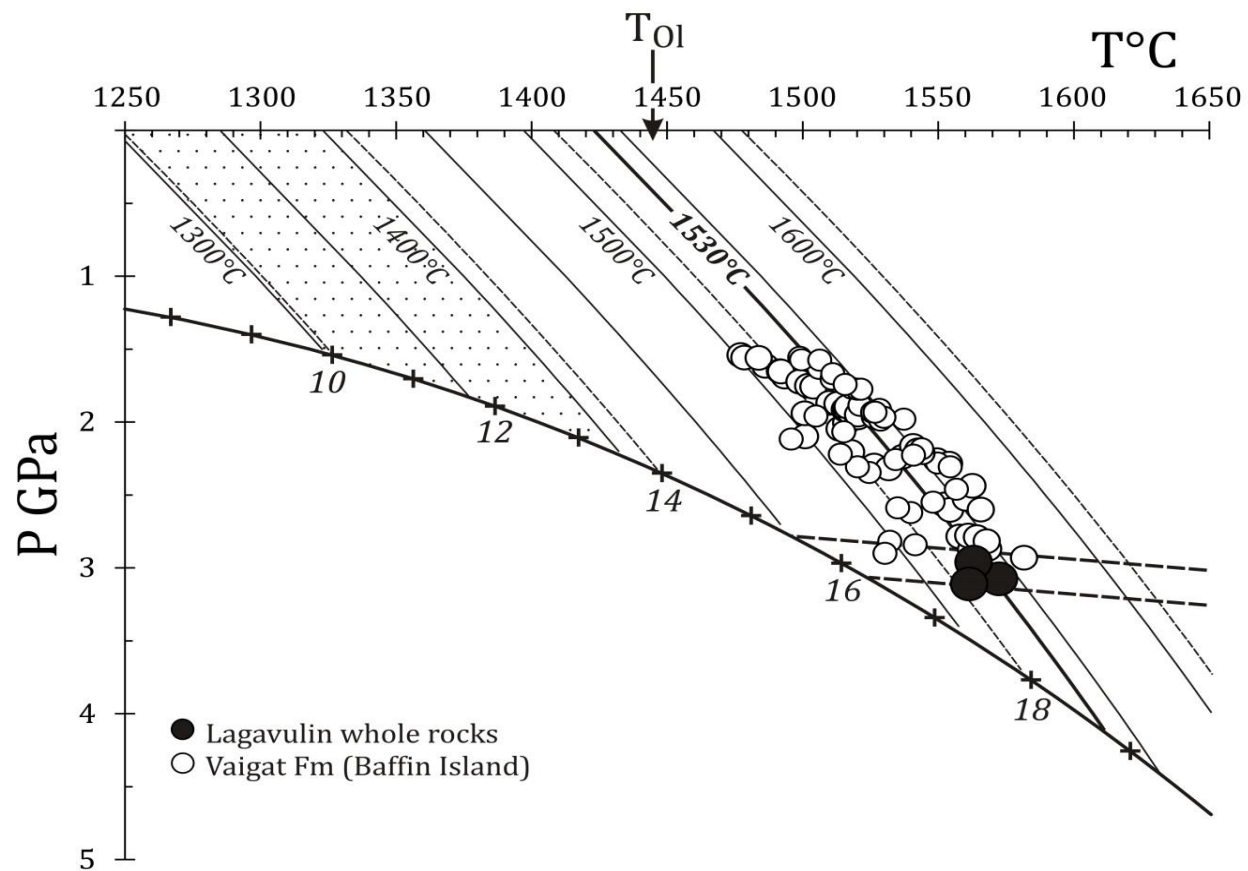 TOl
T°C
1250 1300 1350 1400 1450 1500 1550 1600 1650
1300°C
1400°C
1500°C
1530°C
1600°C
1
2
3
4
5
P GPa
10
12
14
16
18
Lagavulin whole rocks
Vaigat Fm (Baffin Island)